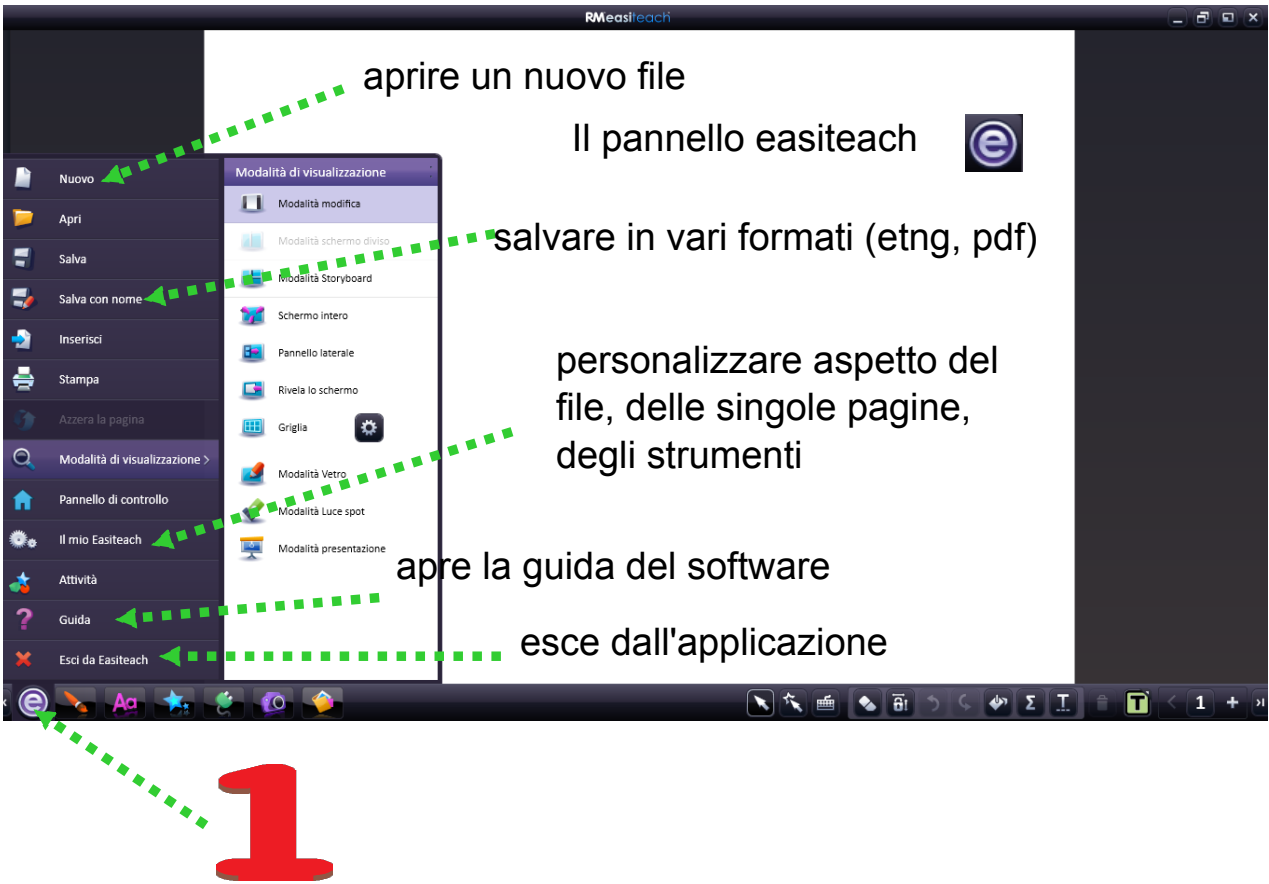 RMeasiteach
aprire un nuovo file
Il pannello easiteach
e
salvare in vari formati (etng, pdf)
personalizzare aspetto del
file, delle singole pagine,
degli strumenti
apre la guida del software
esce dall'applicazione
Nuovo
Apri
Salva
Salva con nome
Inserisci
Stampa
Azzera la pagina
Modalità di visualizzazione >
Pannello di controllo
Il mio Easiteach
Attività
Guida
Esci da Easiteach
Modalità di visualizzazione
Modalità modifica
Modalità schermo diviso
Modalità Storyboard
Schermo intero
Pannello laterale
Rivela lo schermo
Griglia
Modalità Vetro
Modalità Luce spot
Modalità presentazione
e Aa Σ T T < 1 +
1